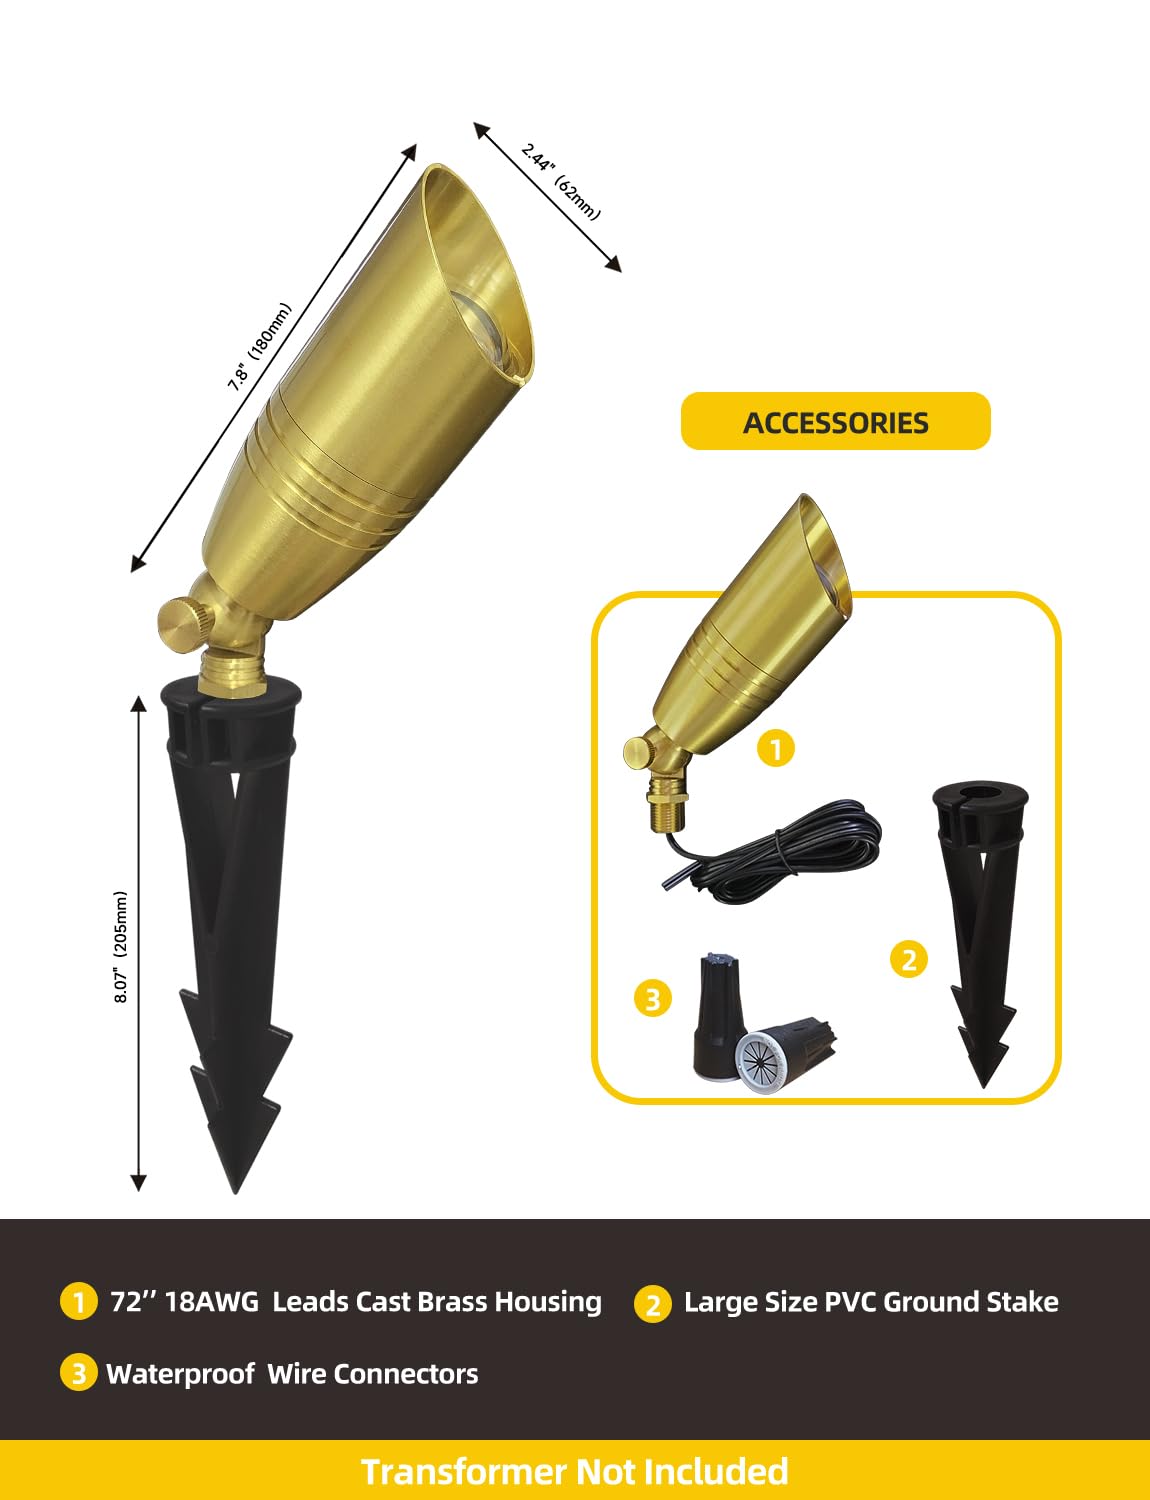 2.44" (62mm)
7.8" (180mm)
ACCESSORIES
1
8.07" (205mm)
2
3
1 72’’ 18AWG Leads Cast Brass Housing
2 Large Size PVC Ground Stake
3 Waterproof Wire Connectors
Transformer Not Included